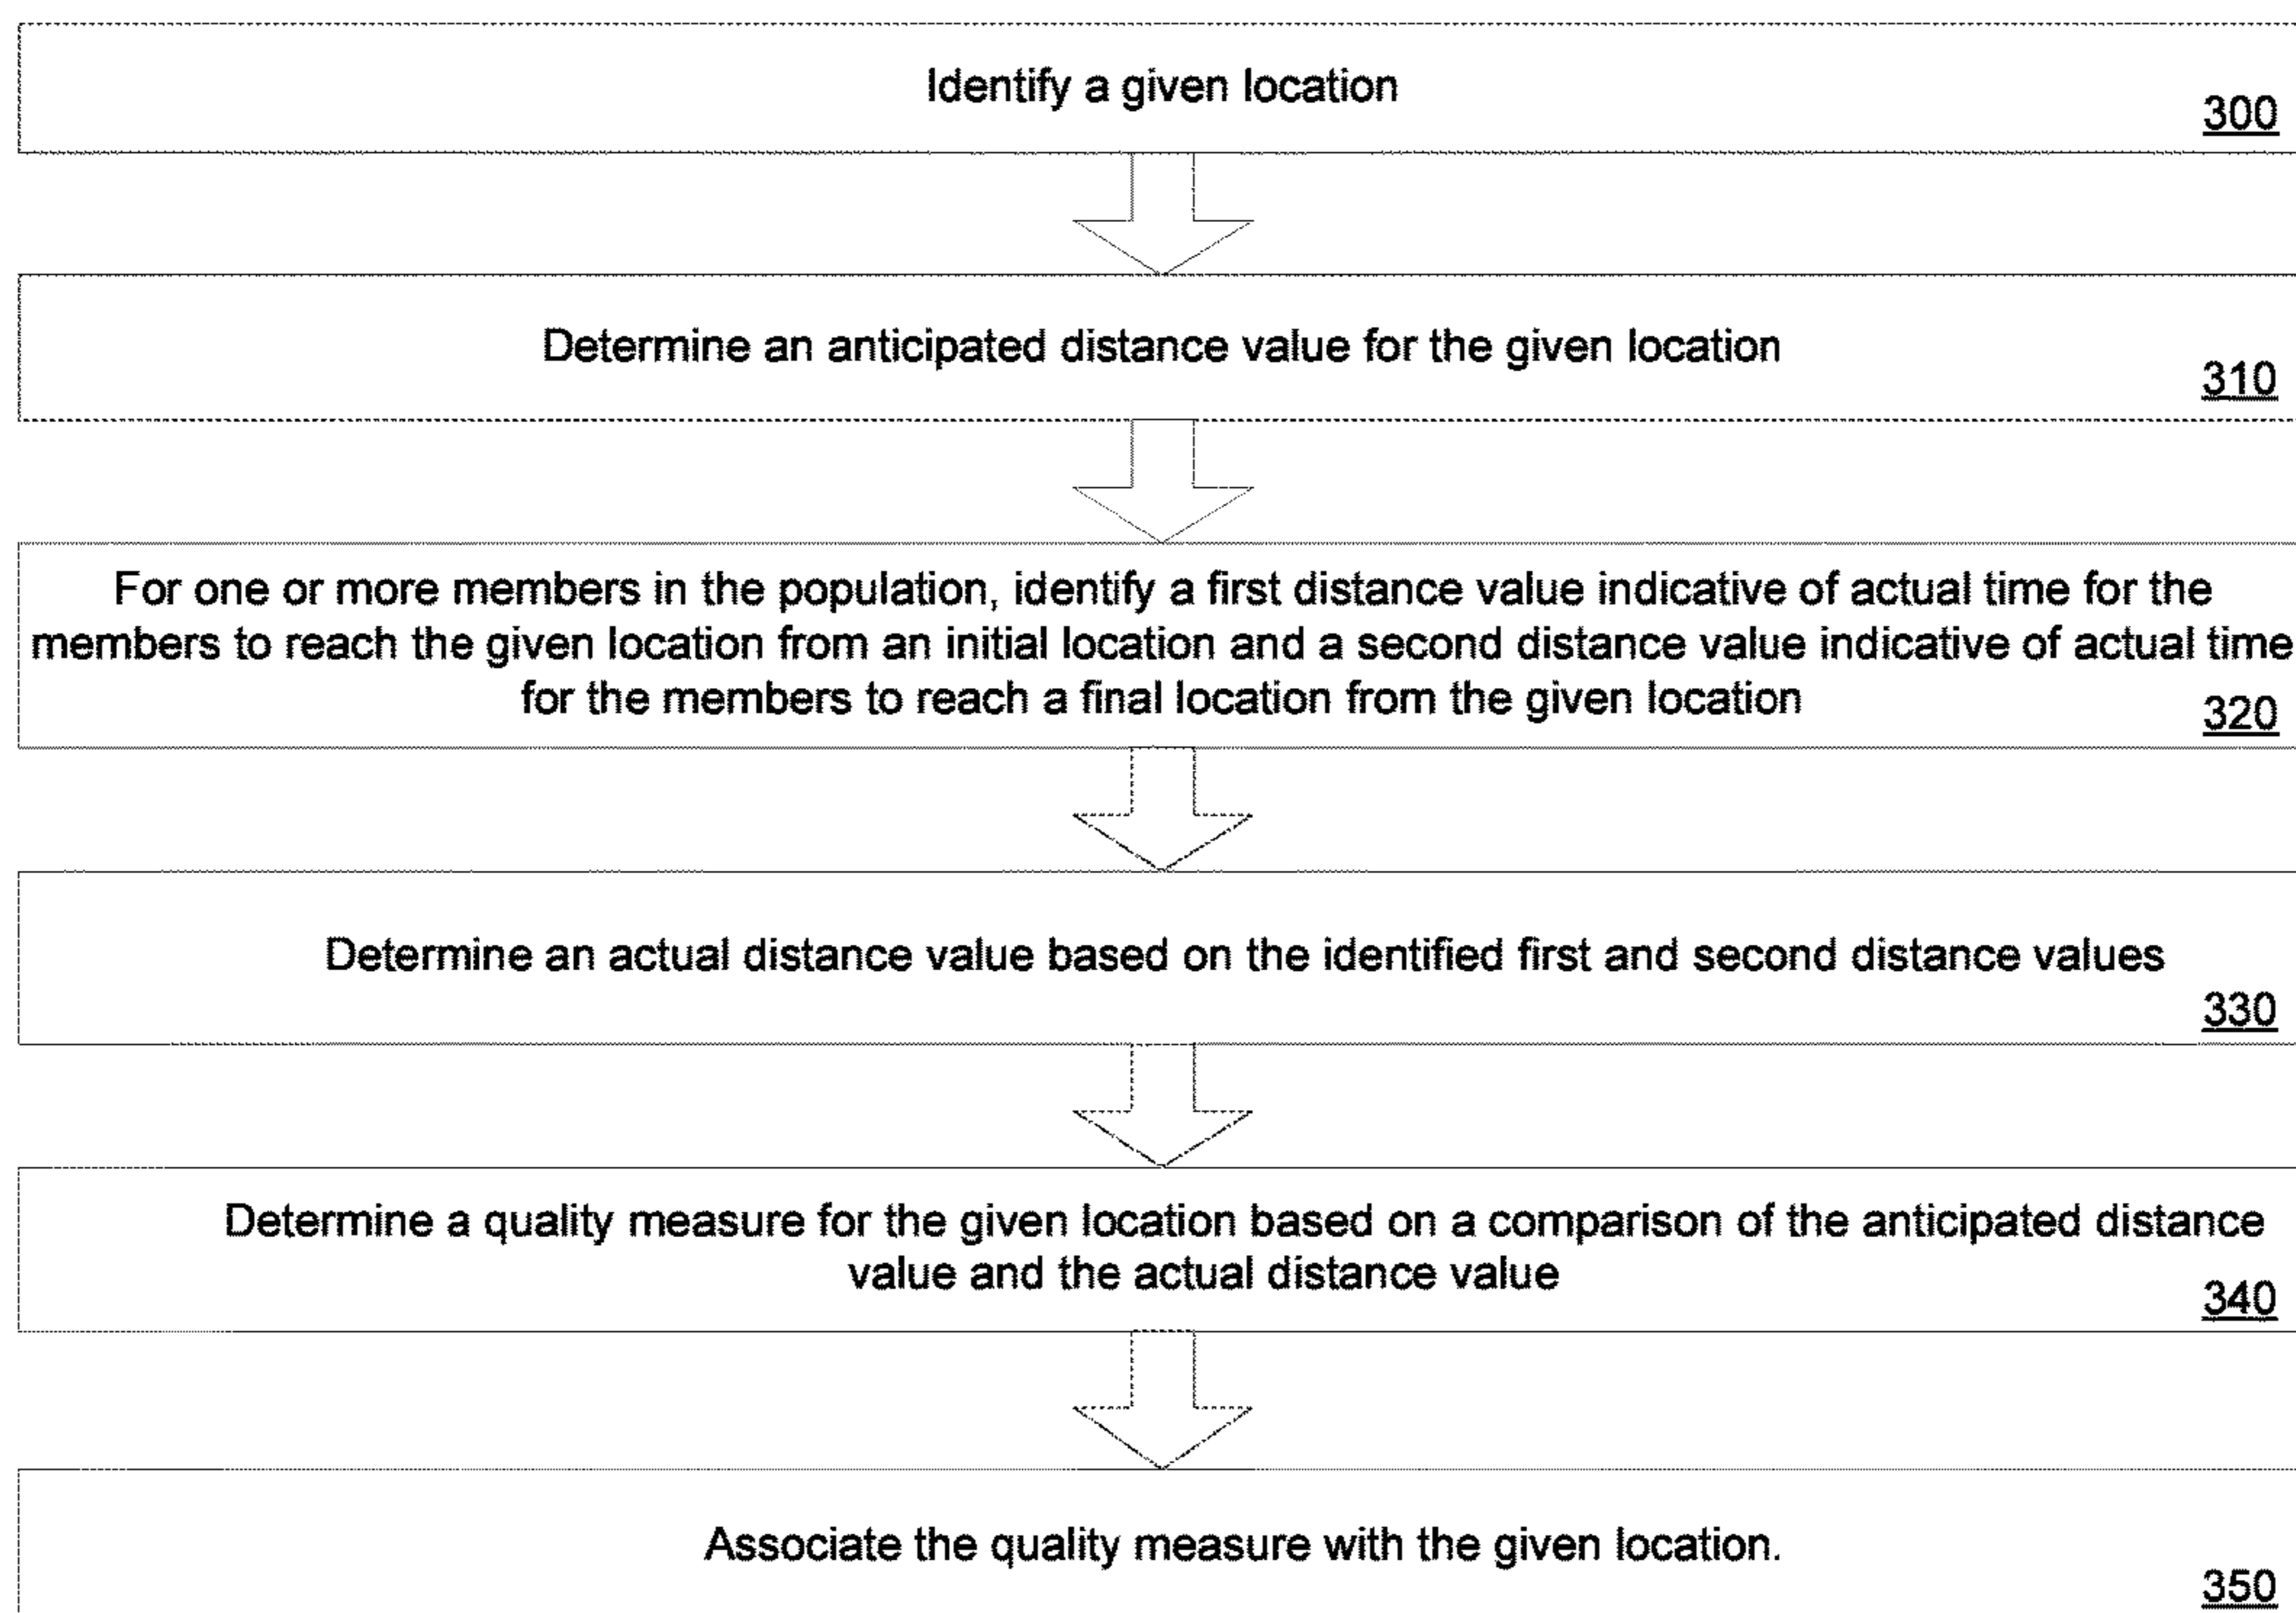 Identify a given location
300
Determine an anticipated distance value for the given location
310
For one or more members in the population, identify a first distance value indicative of actual time for the
members to reach the given location from an initial location and a second distance value indicative of actual time
for the members to reach a final location from the given location
320
Determine an actual distance value based on the identified first and second distance values
330
Determine a quality measure for the given location based on a comparison of the anticipated distance
value and the actual distance value
340
Associate the quality measure with the given location.
350